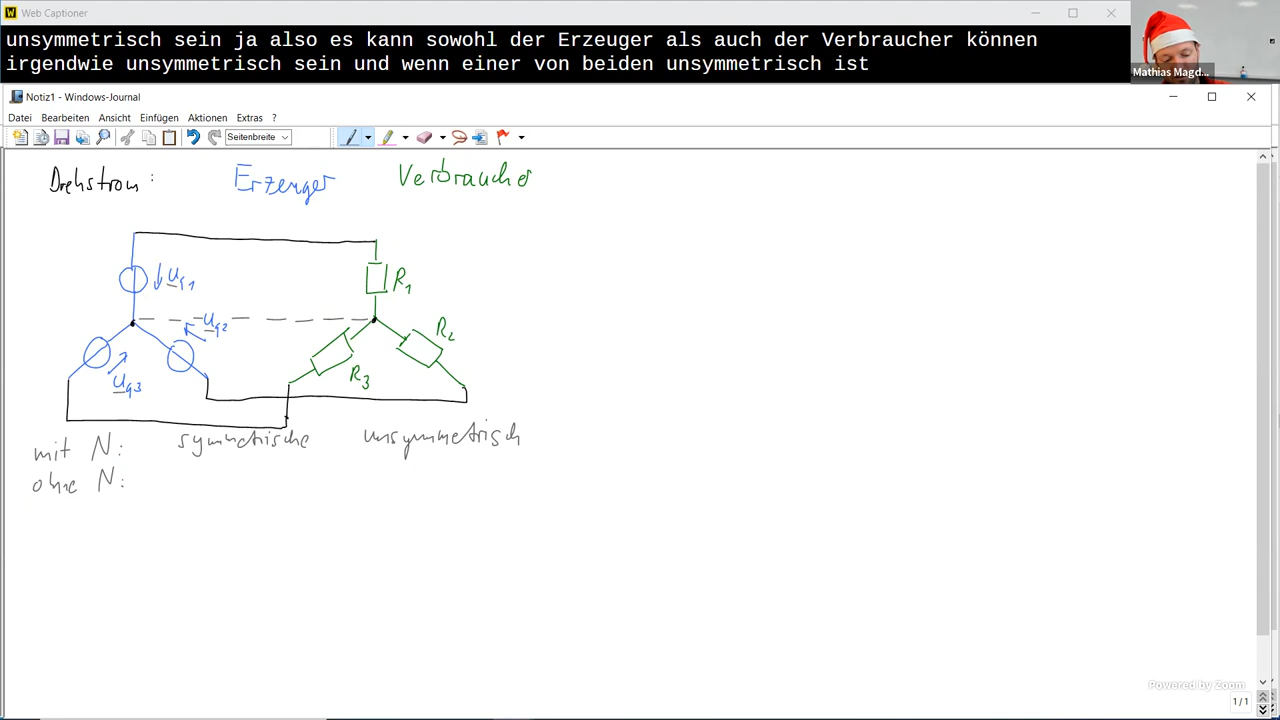 Web Captioner
unsymmetrisch sein ja also es kann sowohl der Erzeuger als auch der Verbraucher können
irgendwie unsymmetrisch sein und wenn einer von beiden unsymmetrisch ist
Mathias Magd...
Notiz1 - Windows-Journal
Datei Bearbeiten Ansicht Einfügen Aktionen Extras ?
Seitenbreite
Drehstrom: Erzeuger Verbraucher
u_q1 R1
u_q2 R2
u_q3 R3
mit N: symmetrische unsymmetrisch
ohne N:
Powered by Zoom
1/1